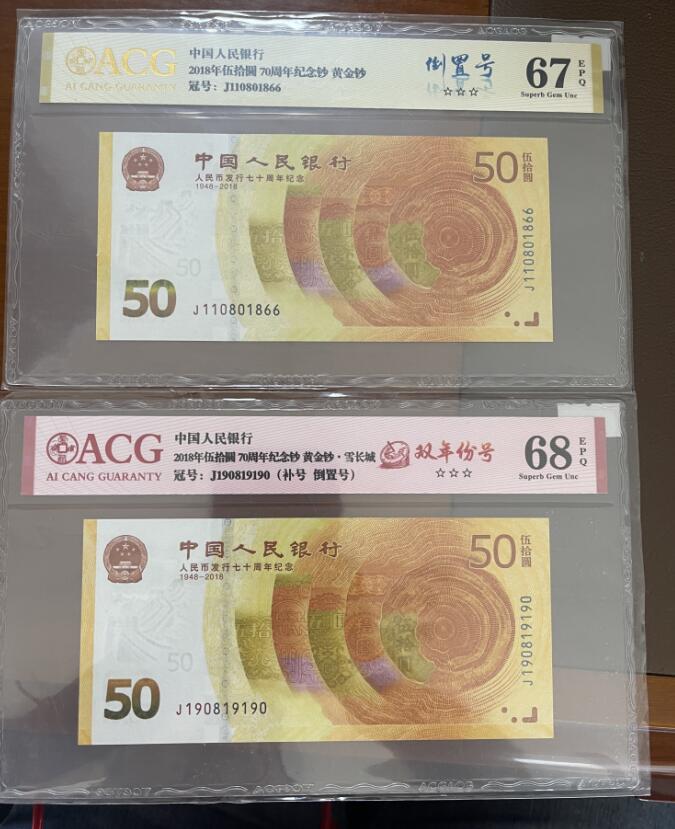 ACG
AI CANG GUARANTY
中国人民银行
2018年伍拾圆 70周年纪念钞 黄金钞
冠号：J110801866
倒置号
☆☆☆
67
EPQ
Superb Gem Unc
中国人民银行
人民币发行七十周年纪念
1948-2018
50
伍拾圆
50
50
J110801866
J110801866
ACG
AI CANG GUARANTY
中国人民银行
2018年伍拾圆 70周年纪念钞 黄金钞·雪长城
冠号：J190819190（补号 倒置号）
双年份号
☆☆☆
68
EPQ
Superb Gem Unc
中国人民银行
人民币发行七十周年纪念
1948-2018
50
伍拾圆
50
50
J190819190
J190819190